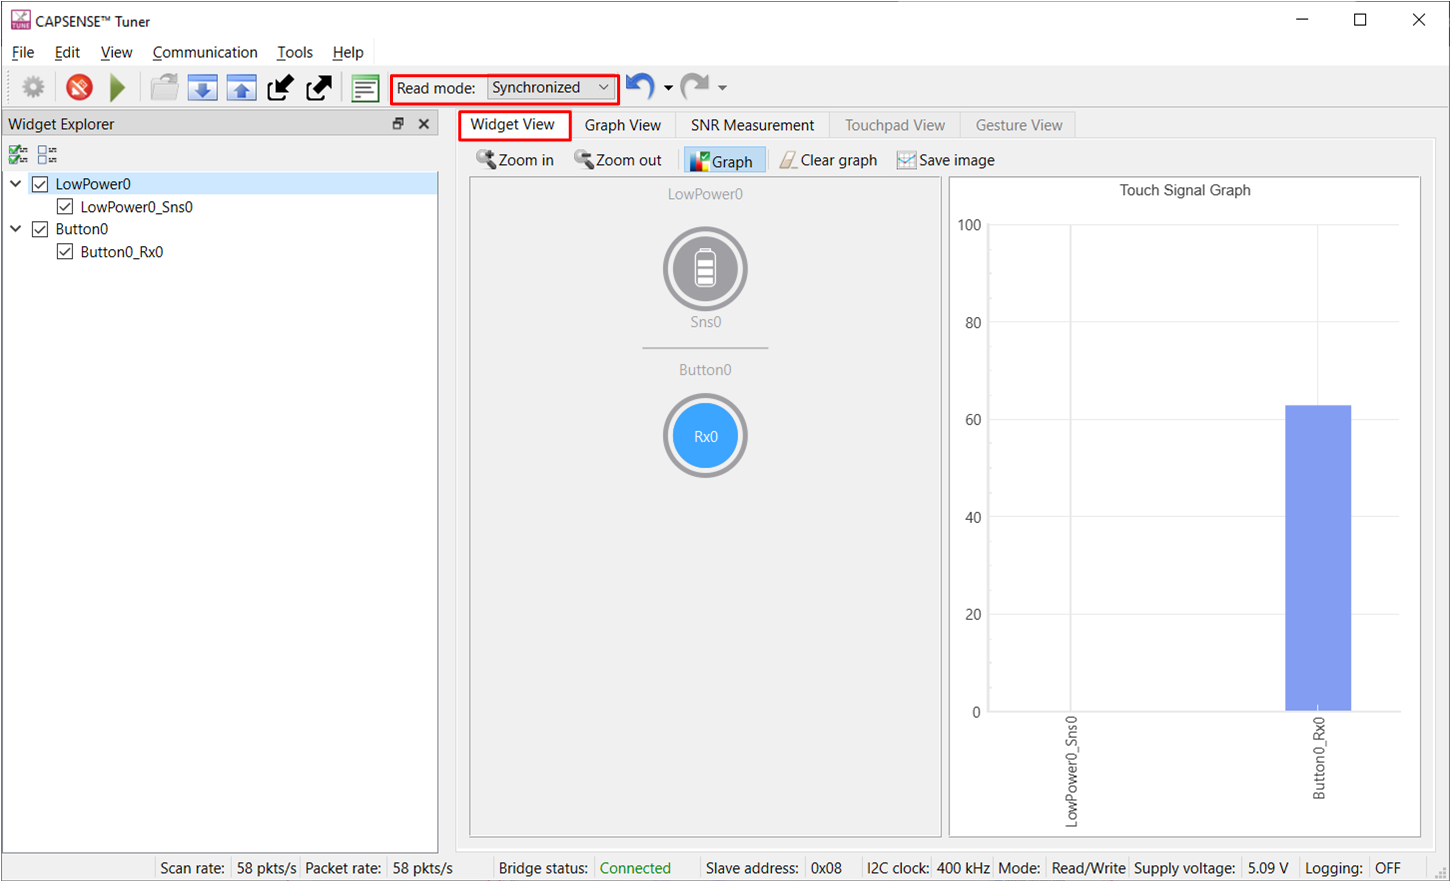 CAPSENSE™ Tuner
File Edit View Communication Tools Help
Read mode: Synchronized
Widget Explorer
LowPower0
LowPower0_Sns0
Button0
Button0_Rx0
Widget View Graph View SNR Measurement Touchpad View Gesture View
Zoom in Zoom out Graph Clear graph Save image
LowPower0
Sns0
Button0
Rx0
Touch Signal Graph
100
80
60
40
20
0
LowPower0_Sns0
Button0_Rx0
Scan rate: 58 pkts/s Packet rate: 58 pkts/s Bridge status: Connected Slave address: 0x08 I2C clock: 400 kHz Mode: Read/Write Supply voltage: 5.09 V Logging: OFF